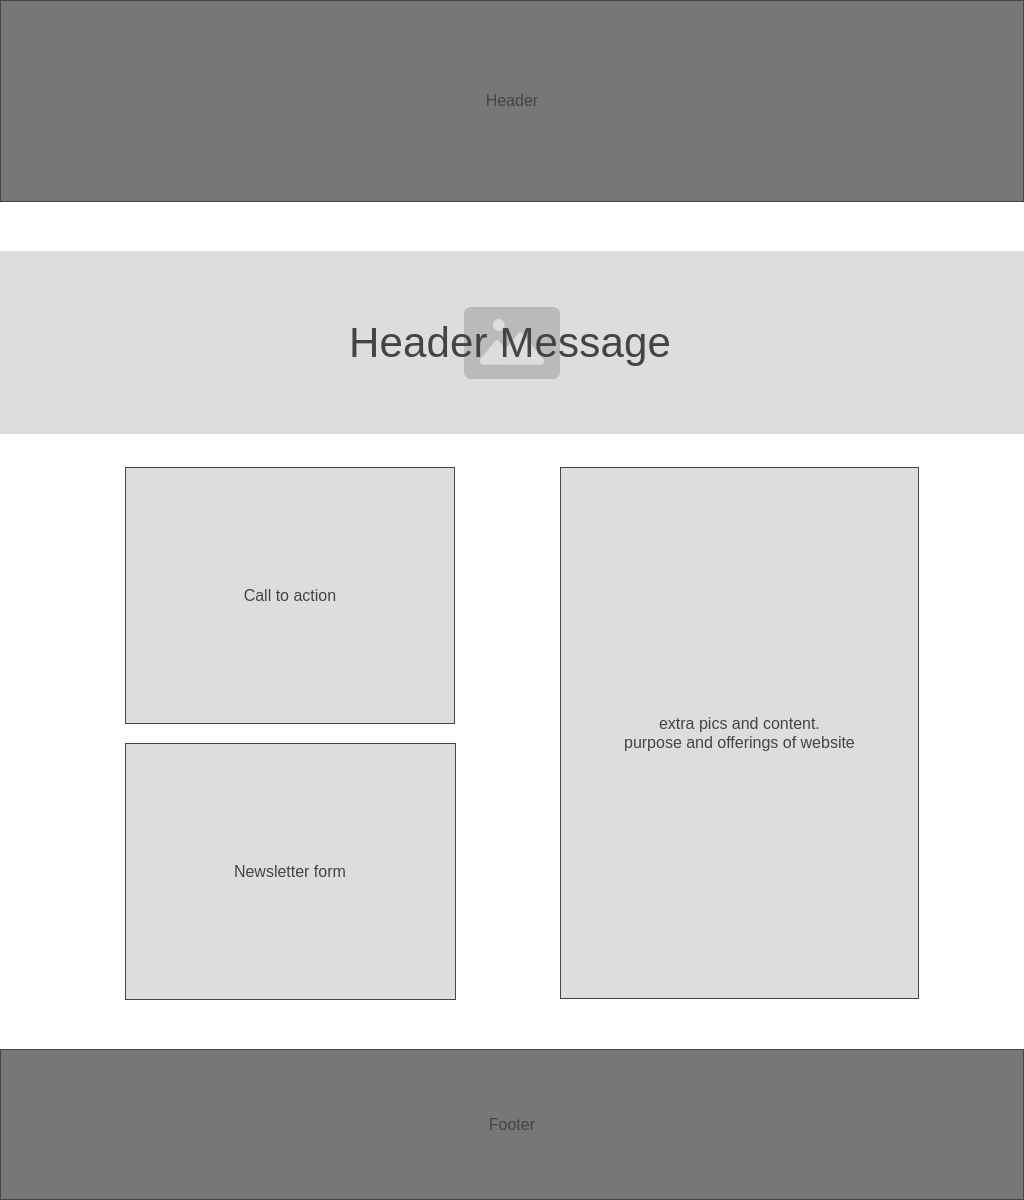 Header
Header Message
Call to action
extra pics and content.
purpose and offerings of website
Newsletter form
Footer